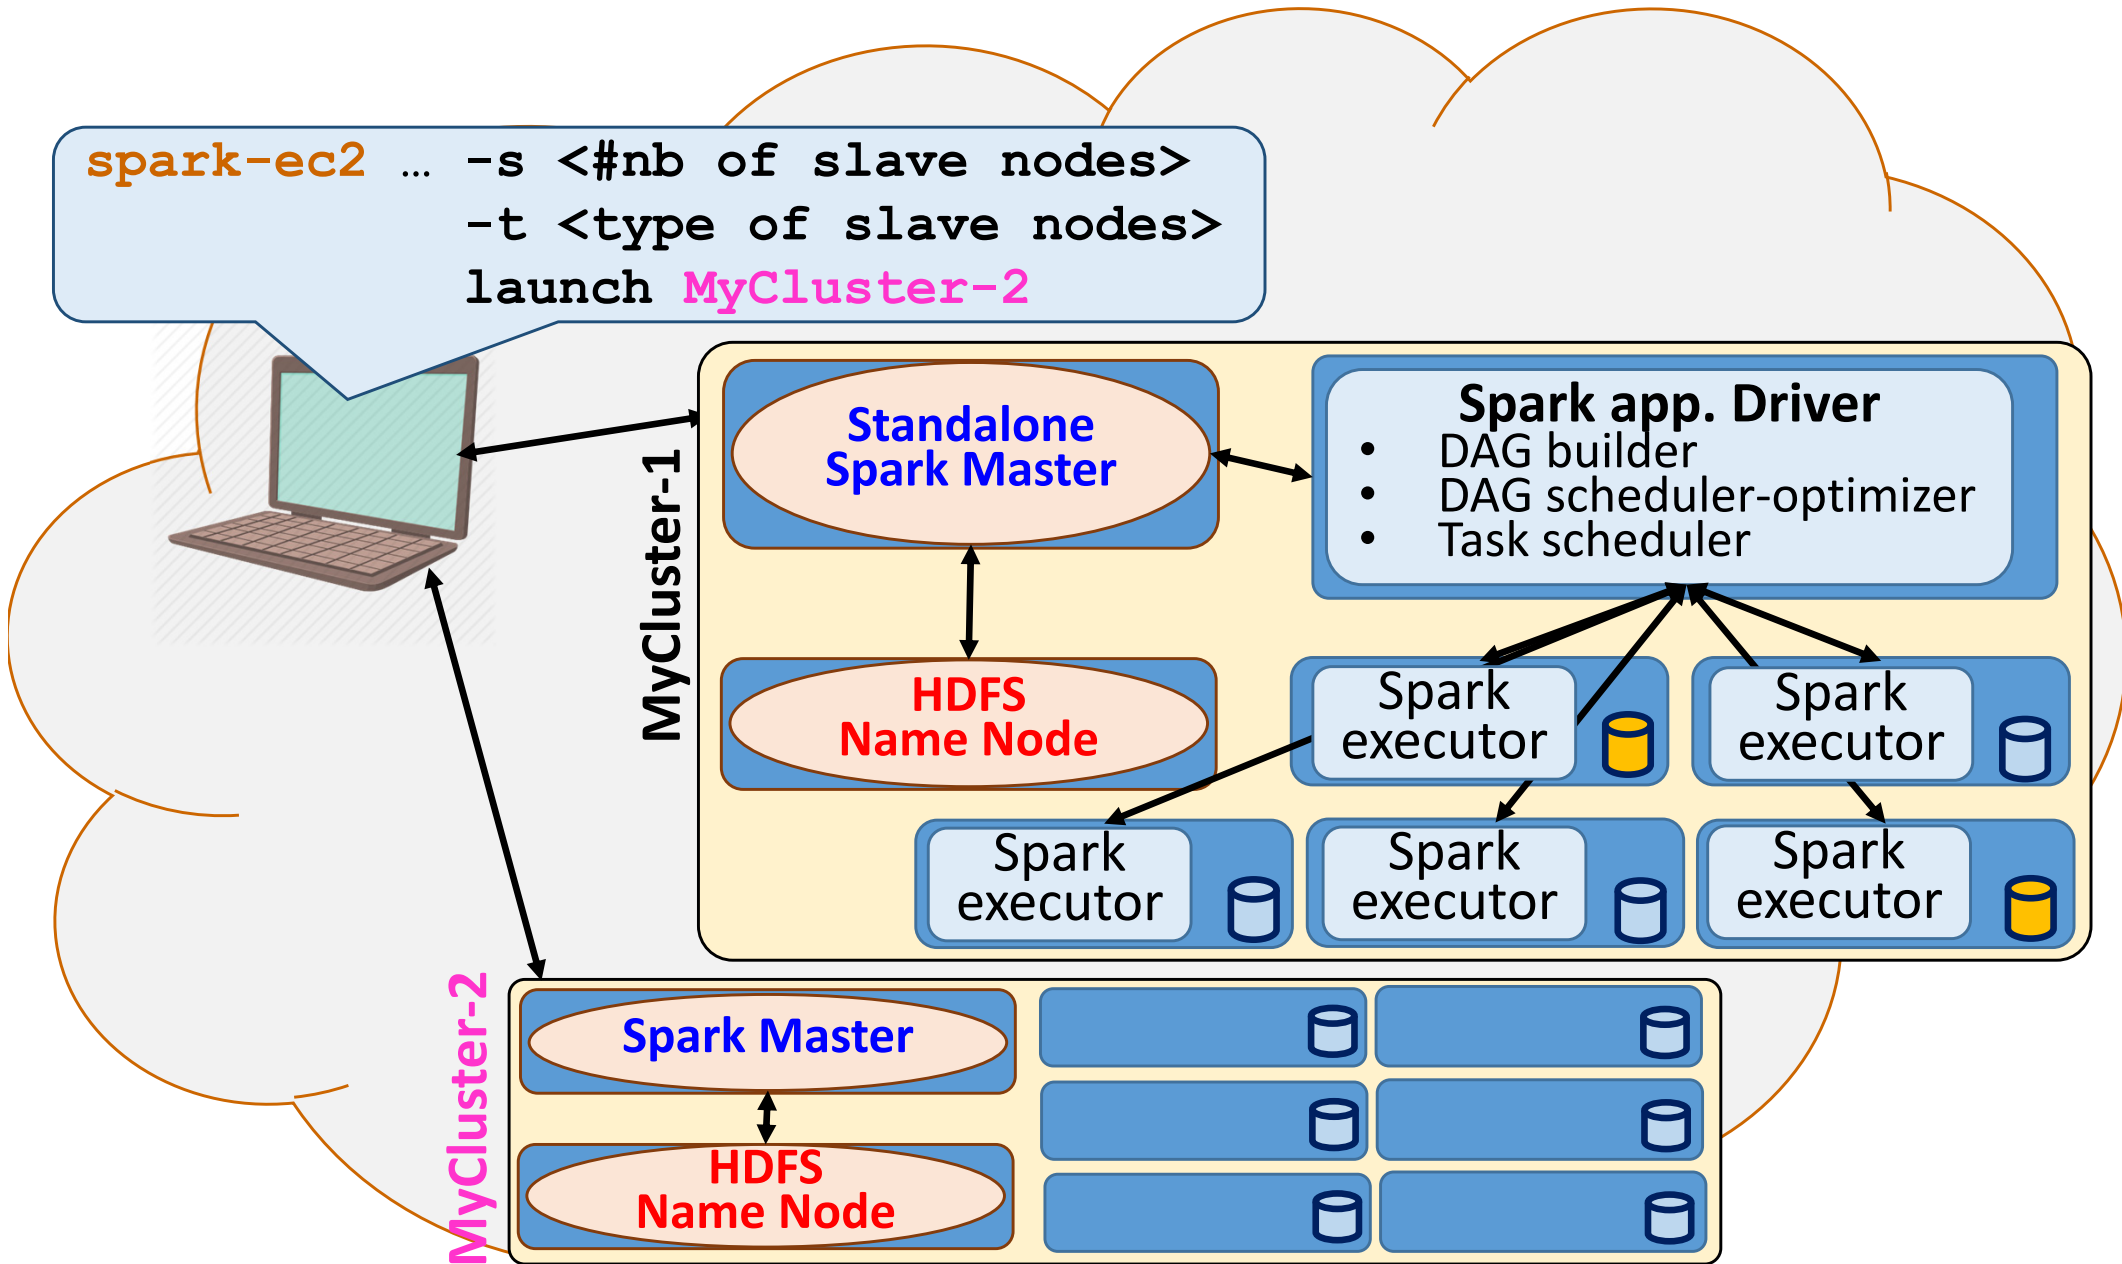 spark-ec2 … -s <#nb of slave nodes>
-t <type of slave nodes>
launch MyCluster-2
MyCluster-1
Standalone
Spark Master
Spark app. Driver
• DAG builder
• DAG scheduler-optimizer
• Task scheduler
HDFS
Name Node
Spark
executor
Spark
executor
Spark
executor
Spark
executor
Spark
executor
MyCluster-2
Spark Master
HDFS
Name Node